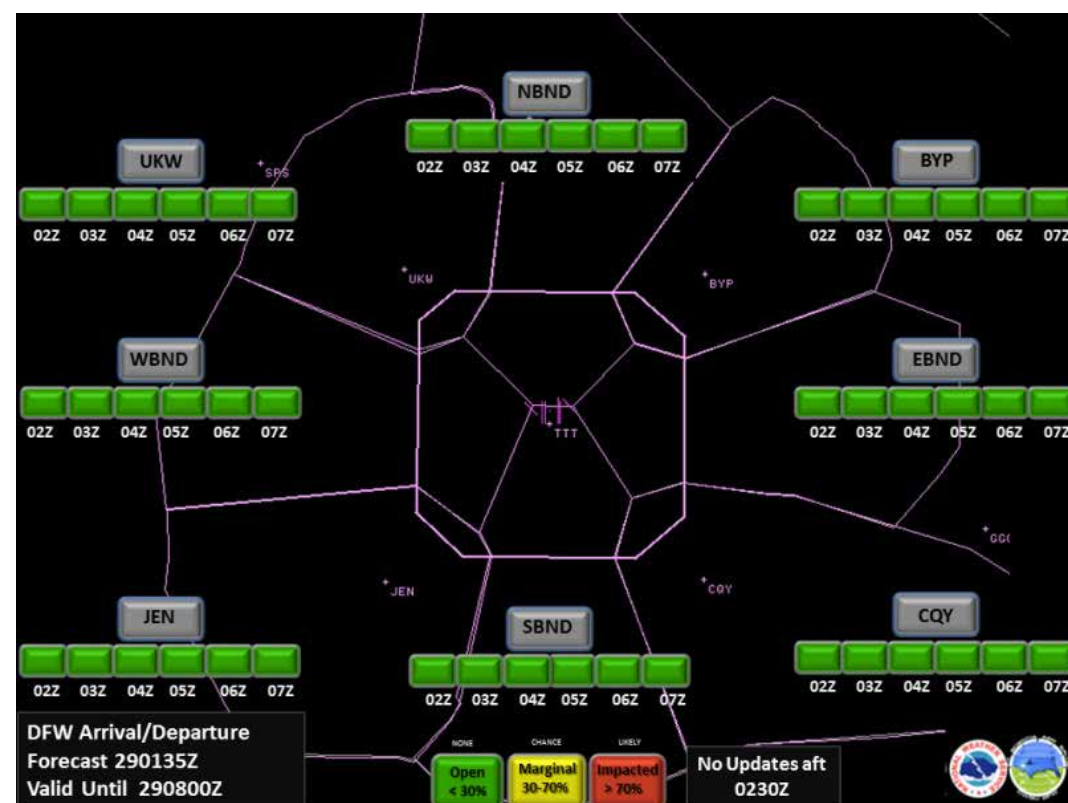 NBND
02Z 03Z 04Z 05Z 06Z 07Z
UKW
02Z 03Z 04Z 05Z 06Z 07Z
SPS
BYP
02Z 03Z 04Z 05Z 06Z 07Z
UKW
BYP
WBND
02Z 03Z 04Z 05Z 06Z 07Z
EBND
02Z 03Z 04Z 05Z 06Z 07Z
TTT
GGC
JEN
CQY
JEN
02Z 03Z 04Z 05Z 06Z 07Z
SBND
02Z 03Z 04Z 05Z 06Z 07Z
CQY
02Z 03Z 04Z 05Z 06Z 07Z
DFW Arrival/Departure
Forecast 290135Z
Valid Until 290800Z
NONE CHANCE LIKELY
Open
< 30%
Marginal
30-70%
Impacted
> 70%
No Updates aft
0230Z
NATIONAL WEATHER SERVICE